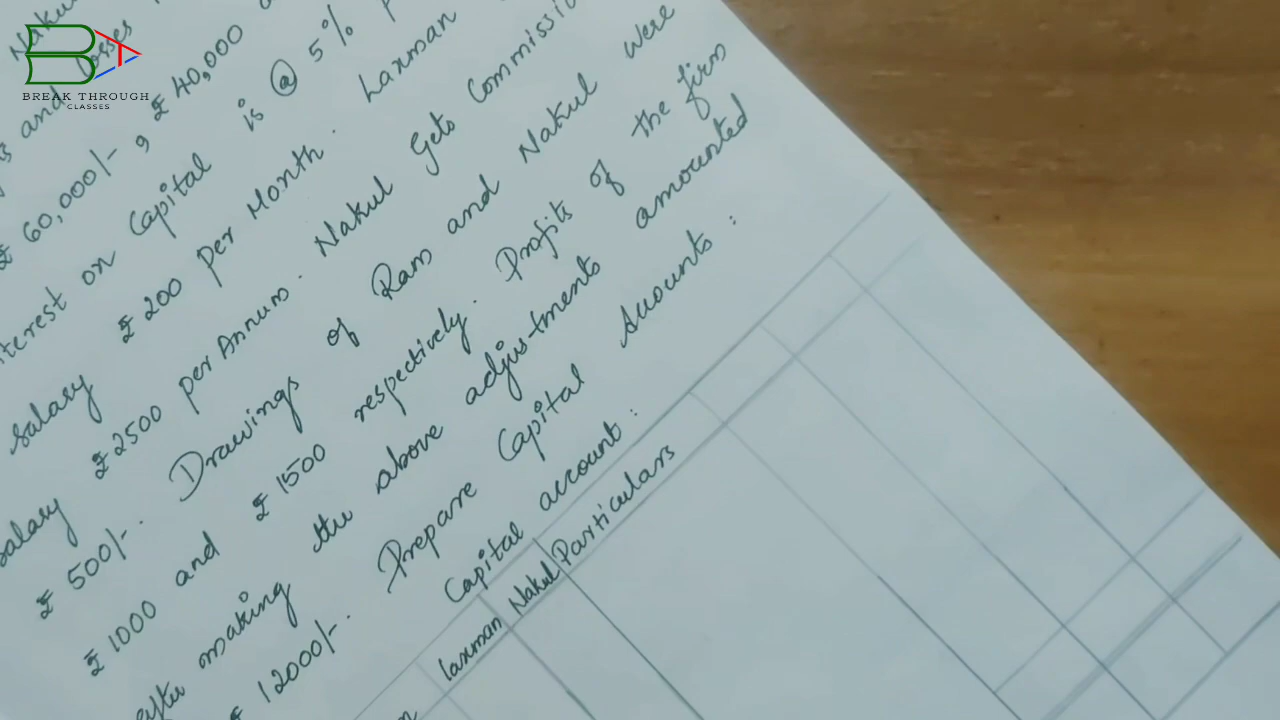 BREAK THROUGH
CLASSES
Nakul
and losses
₹ 60,000/- , ₹ 40,000
interest on Capital is @ 5%
Salary ₹ 200 per Month. Laxman
Salary ₹ 2500 per Annum. Nakul Gets Commissio
₹ 500/-. Drawings of Ram and Nakul were
₹ 1000 and ₹ 1500 respectively. Profits of the firm
after making the above adjustments amounted
₹ 12000/-. Prepare Capital Accounts:
Capital account:
Laxman Nakul Particulars